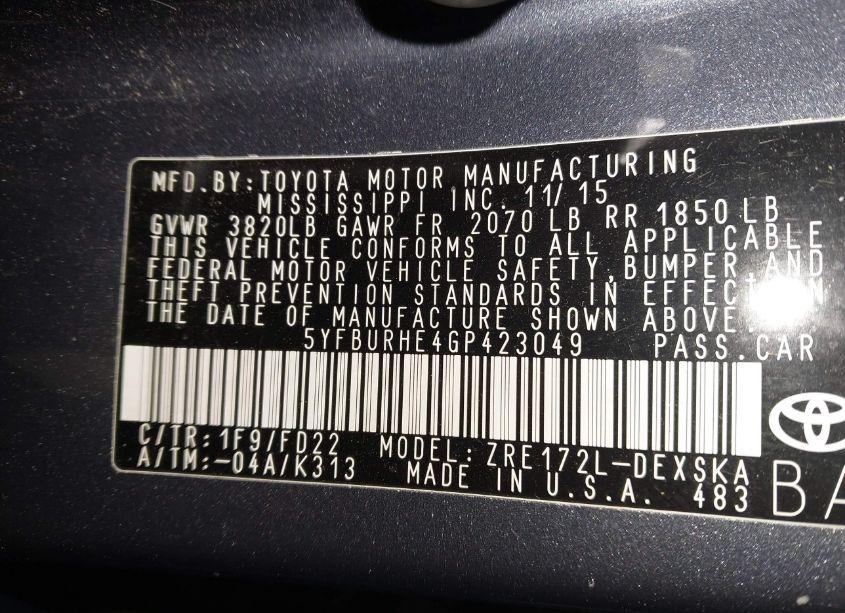 MFD.BY:TOYOTA MOTOR MANUFACTURING
MISSISSIPPI INC. 11/15
GVWR 3820LB GAWR FR 2070 LB RR 1850 LB
THIS VEHICLE CONFORMS TO ALL APPLICABLE
FEDERAL MOTOR VEHICLE SAFETY, BUMPER, AND
THEFT PREVENTION STANDARDS IN EFFECT ON
THE DATE OF MANUFACTURE SHOWN ABOVE.
5YFBURHE4GP423049 PASS.CAR
C/TR: 1F9/FD22 MODEL: ZRE172L-DEXSKA
A/TM:-04A/K313 MADE IN U.S.A. 483
BA